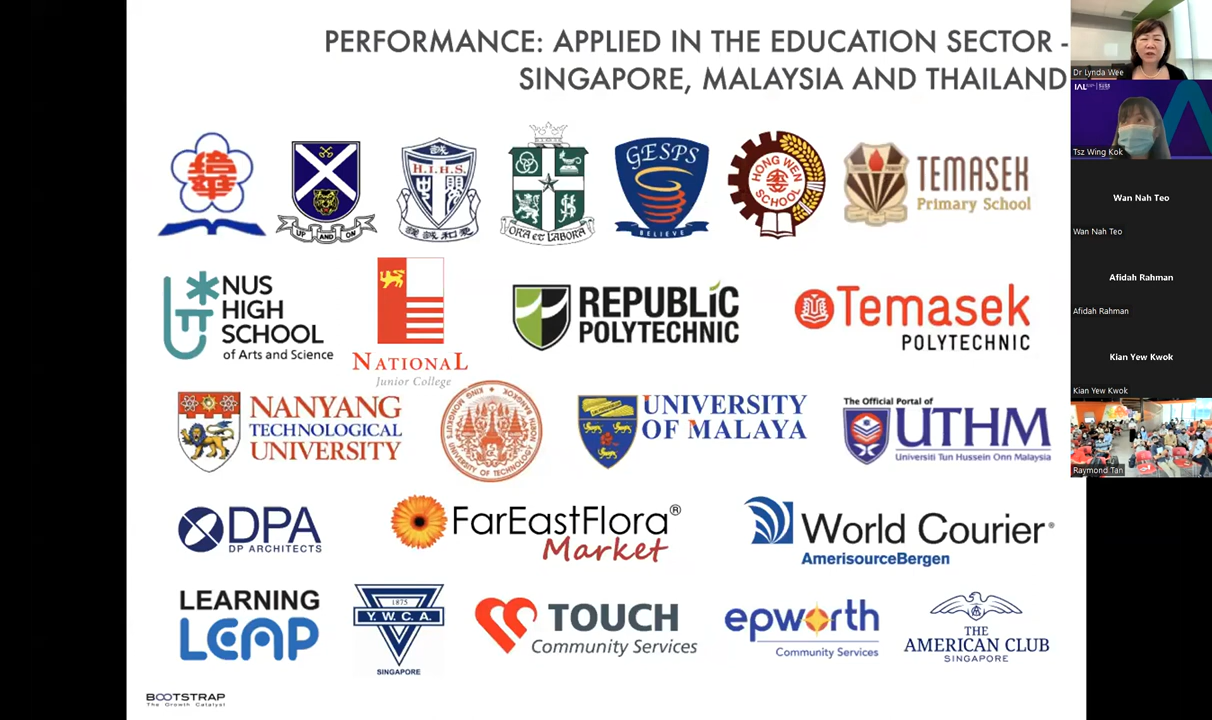 PERFORMANCE: APPLIED IN THE EDUCATION SECTOR -
SINGAPORE, MALAYSIA AND THAILAND
培華
UP AND ON
H.I.H.S.
ORA et LABORA
GESPS
BELIEVE
HONG WEN
SCHOOL
TEMASEK
Primary School
NUS
HIGH
SCHOOL
of Arts and Science
NATIONAL
Junior College
REPUBLIC
POLYTECHNIC
Temasek
POLYTECHNIC
NANYANG
TECHNOLOGICAL
UNIVERSITY
UNIVERSITY
OF MALAYA
The Official Portal of
UTHM
Universiti Tun Hussein Onn Malaysia
DPA
DP ARCHITECTS
FarEastFlora®
Market
World Courier®
AmerisourceBergen
LEARNING
LEAP
1875
Y.W.C.A.
SINGAPORE
TOUCH
Community Services
epworth
Community Services
THE
AMERICAN CLUB
SINGAPORE
BOOTSTRAP
The Growth Catalyst
Dr Lynda Wee
IAL
Tsz Wing Kok
Wan Nah Teo
Wan Nah Teo
Afidah Rahman
Afidah Rahman
Kian Yew Kwok
Kian Yew Kwok
Raymond Tan